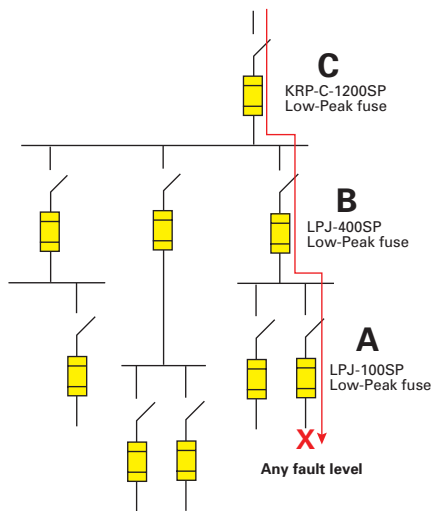 C
KRP-C-1200SP
Low-Peak fuse
B
LPJ-400SP
Low-Peak fuse
A
LPJ-100SP
Low-Peak fuse
X
Any fault level